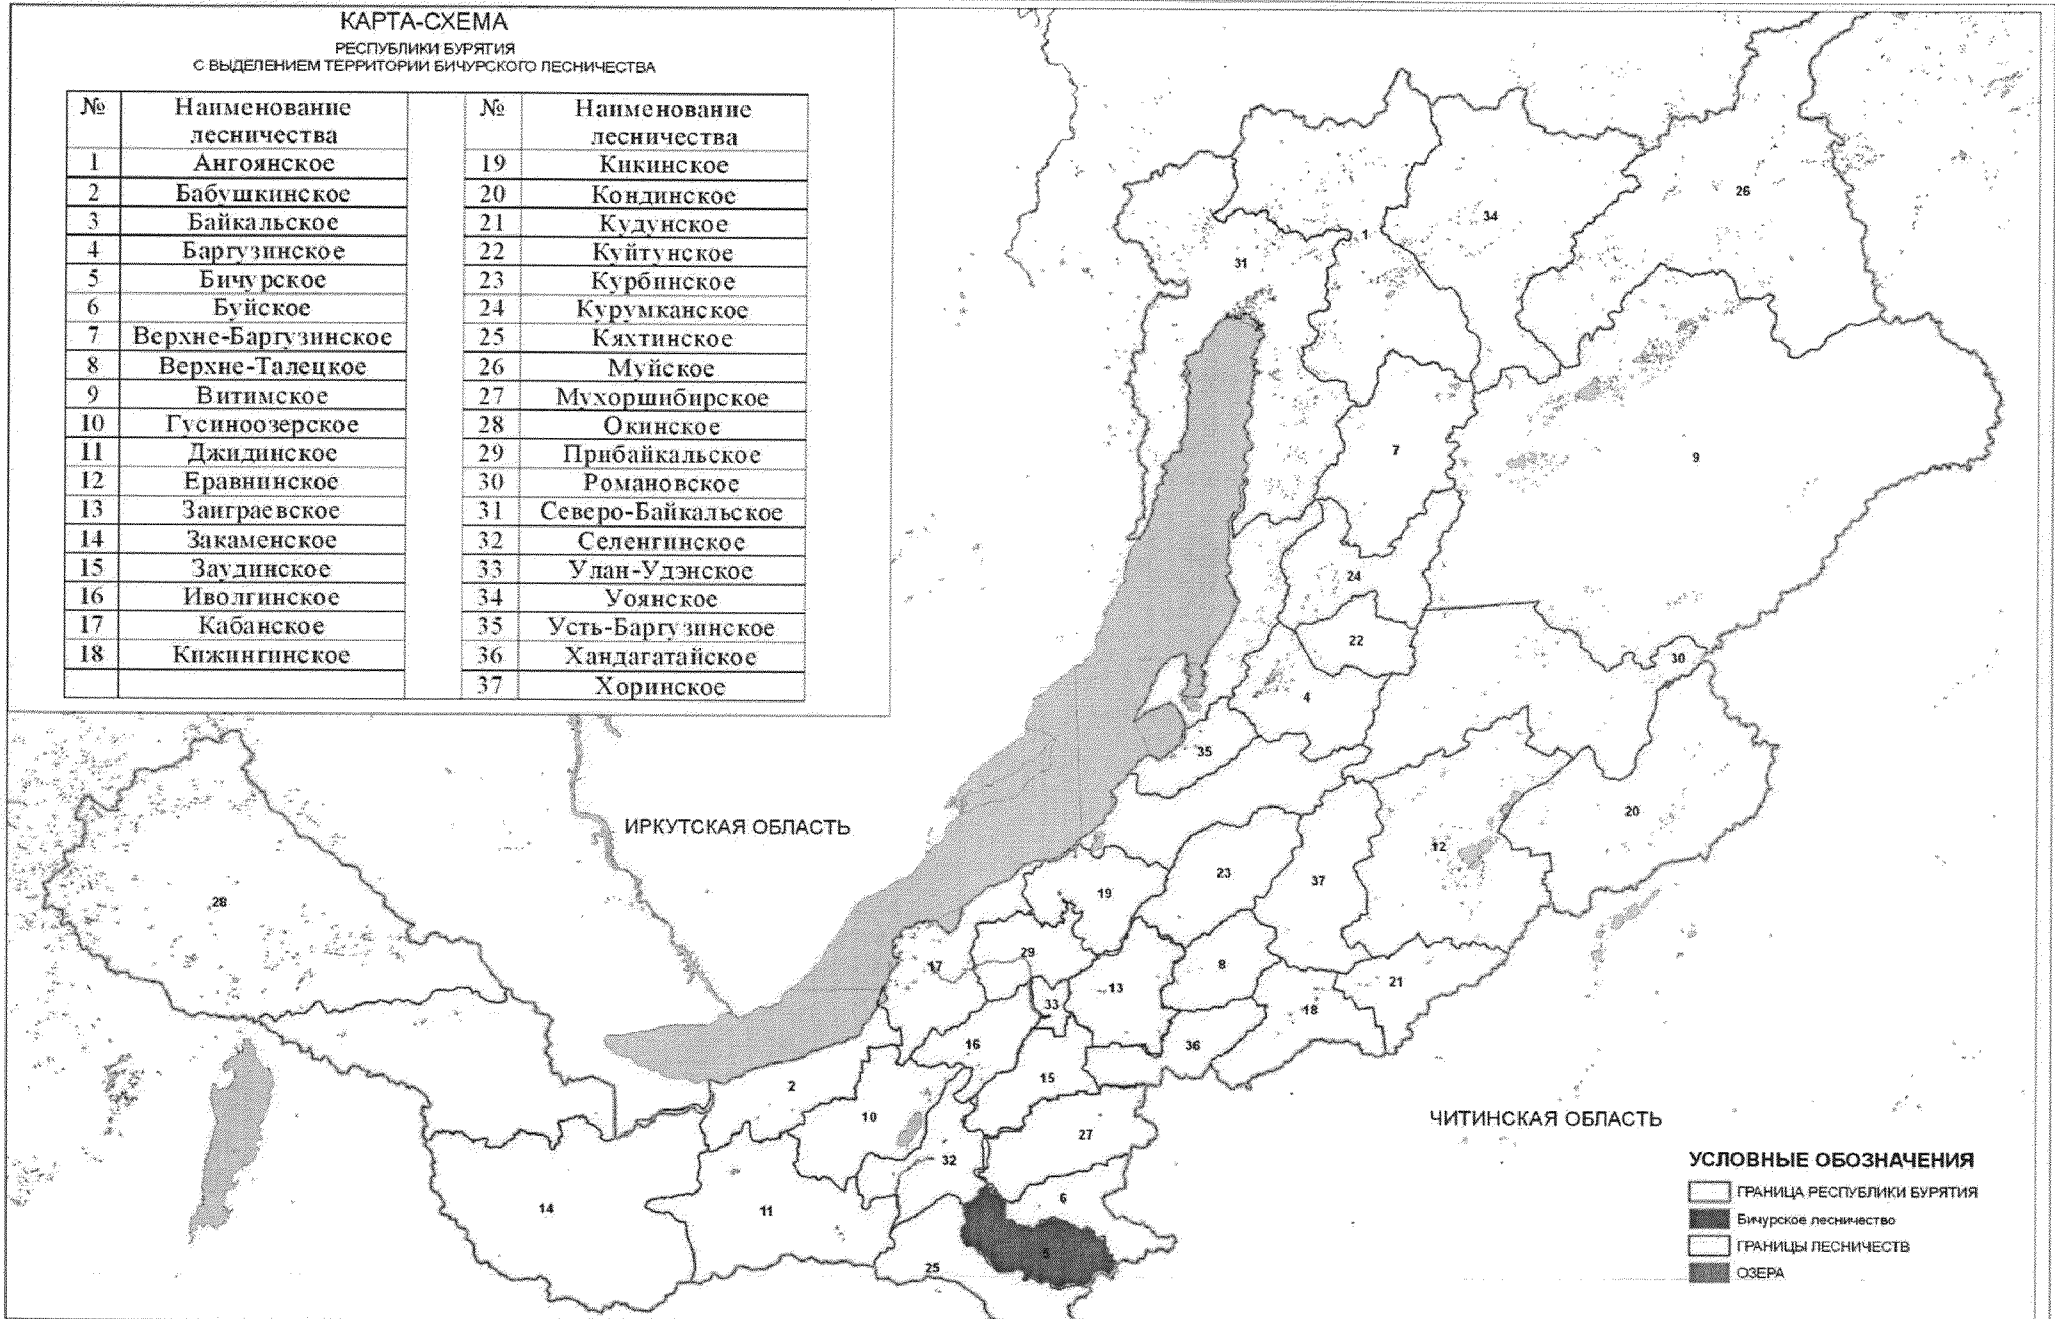 КАРТА-СХЕМА
РЕСПУБЛИКИ БУРЯТИЯ
С ВЫДЕЛЕНИЕМ ТЕРРИТОРИИ БИЧУРСКОГО ЛЕСНИЧЕСТВА
№ Наименование лесничества № Наименование лесничества
1 Ангоянское 19 Кикинское
2 Бабушкинское 20 Кондинское
3 Байкальское 21 Кудунское
4 Баргузинское 22 Куйтунское
5 Бичурское 23 Курбинское
6 Буйское 24 Курумканское
7 Верхне-Баргузинское 25 Кяхтинское
8 Верхне-Талецкое 26 Муйское
9 Витимское 27 Мухоршибирское
10 Гусиноозерское 28 Окинское
11 Джидинское 29 Прибайкальское
12 Еравнинское 30 Романовское
13 Заиграевское 31 Северо-Байкальское
14 Закаменское 32 Селенгинское
15 Заудинское 33 Улан-Удэнское
16 Иволгинское 34 Уоянское
17 Кабанское 35 Усть-Баргузинское
18 Кижингинское 36 Хандагатайское
37 Хоринское
26
34
1
31
7
9
24
22
30
4
35
ИРКУТСКАЯ ОБЛАСТЬ
20
12
23
37
19
28
29
17
8
21
13
33
18
16
36
15
2
10
ЧИТИНСКАЯ ОБЛАСТЬ
27
32
6
14
11
5
25
УСЛОВНЫЕ ОБОЗНАЧЕНИЯ
ГРАНИЦА РЕСПУБЛИКИ БУРЯТИЯ
Бичурское лесничество
ГРАНИЦЫ ЛЕСНИЧЕСТВ
ОЗЕРА